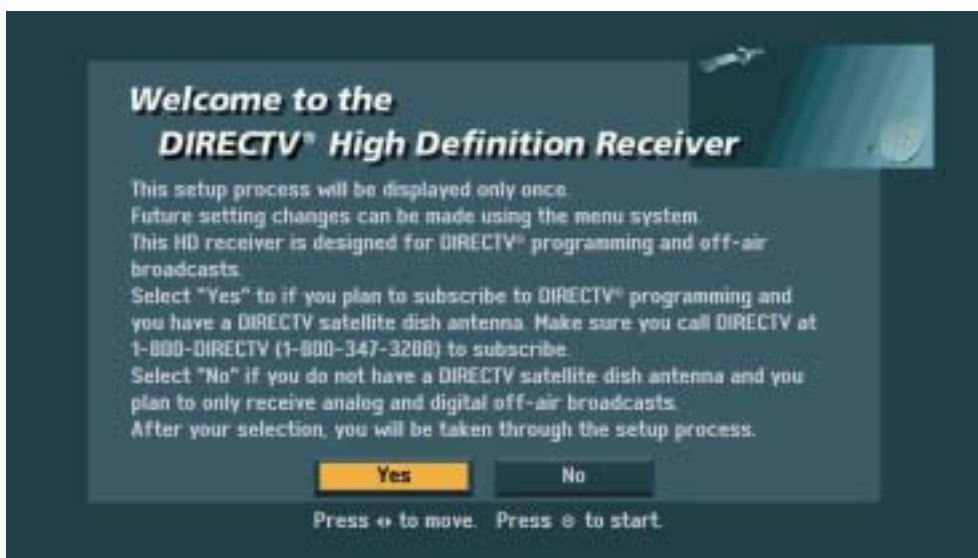 Welcome to the
DIRECTV® High Definition Receiver
This setup process will be displayed only once.
Future setting changes can be made using the menu system.
This HD receiver is designed for DIRECTV® programming and off-air
broadcasts.
Select "Yes" to if you plan to subscribe to DIRECTV® programming and
you have a DIRECTV satellite dish antenna. Make sure you call DIRECTV at
1-800-DIRECTV (1-800-347-3288) to subscribe.
Select "No" if you do not have a DIRECTV satellite dish antenna and you
plan to only receive analog and digital off-air broadcasts.
After your selection, you will be taken through the setup process.
Yes No
Press ‹› to move. Press ⊙ to start.